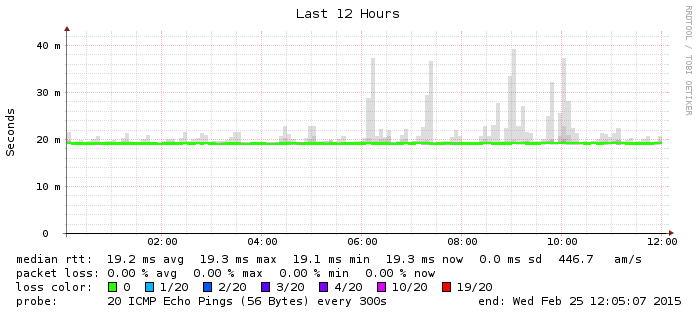 Last 12 Hours
RRDTOOL / TOBI OETIKER
Seconds
40 m
30 m
20 m
10 m
0
02:00 04:00 06:00 08:00 10:00 12:00
median rtt: 19.2 ms avg 19.3 ms max 19.1 ms min 19.3 ms now 0.0 ms sd 446.7 am/s
packet loss: 0.00 % avg 0.00 % max 0.00 % min 0.00 % now
loss color: 0 1/20 2/20 3/20 4/20 10/20 19/20
probe: 20 ICMP Echo Pings (56 Bytes) every 300s end: Wed Feb 25 12:05:07 2015